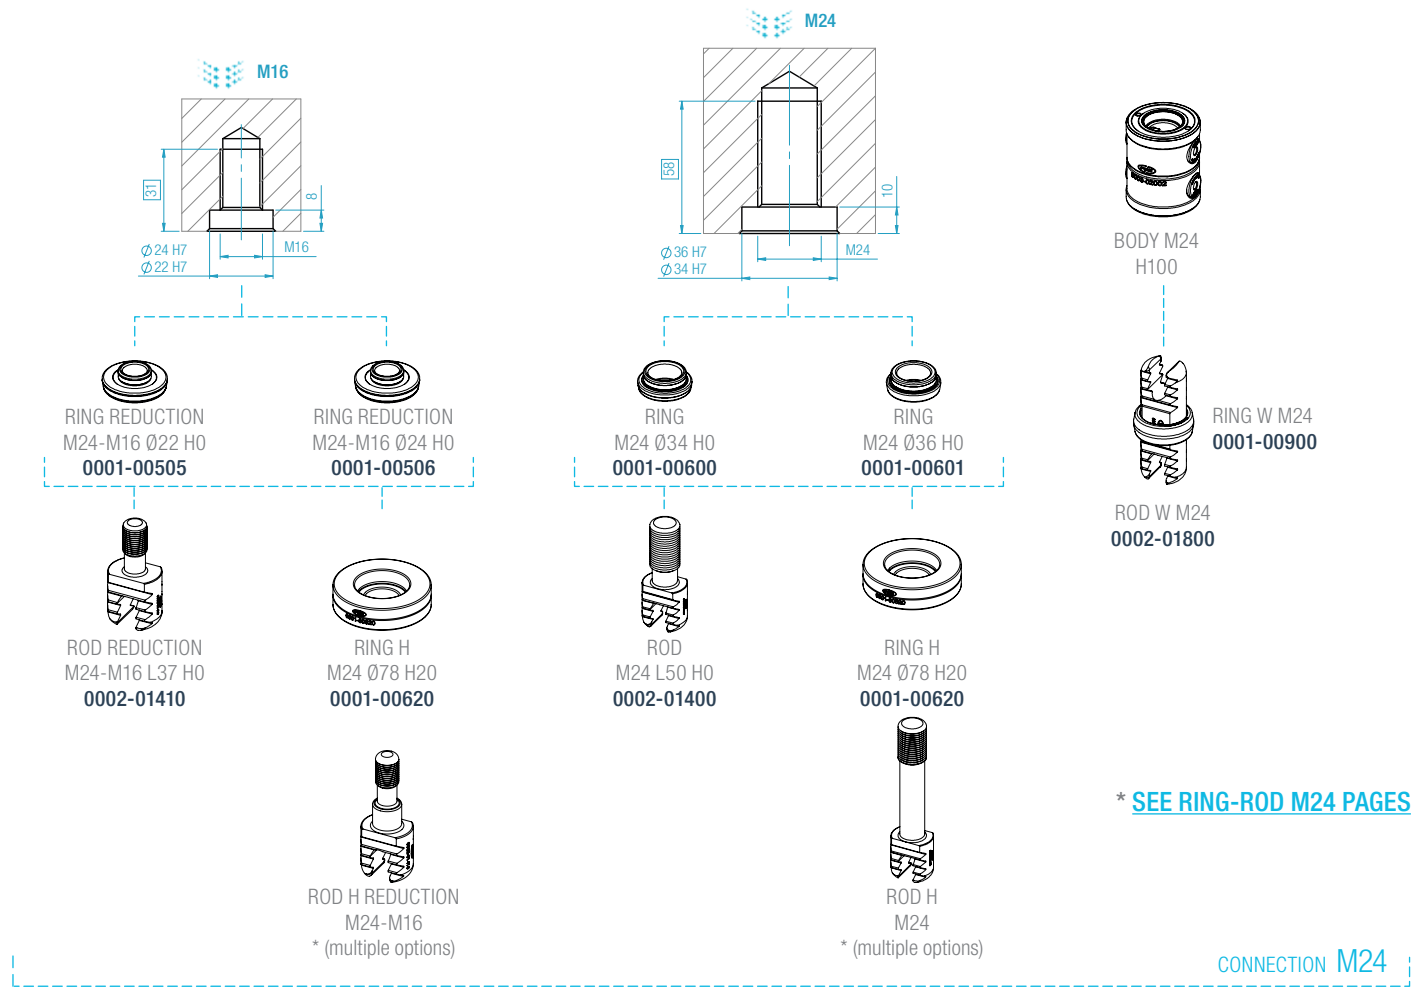 M16
31
8
Ø 24 H7
Ø 22 H7
M16
M24
58
10
Ø 36 H7
Ø 34 H7
M24
BODY M24
H100
RING REDUCTION
M24-M16 Ø22 H0
0001-00505
RING REDUCTION
M24-M16 Ø24 H0
0001-00506
RING
M24 Ø34 H0
0001-00600
RING
M24 Ø36 H0
0001-00601
RING W M24
0001-00900
ROD W M24
0002-01800
ROD REDUCTION
M24-M16 L37 H0
0002-01410
RING H
M24 Ø78 H20
0001-00620
ROD
M24 L50 H0
0002-01400
RING H
M24 Ø78 H20
0001-00620
ROD H REDUCTION
M24-M16
* (multiple options)
ROD H
M24
* (multiple options)
* SEE RING-ROD M24 PAGES
CONNECTION M24